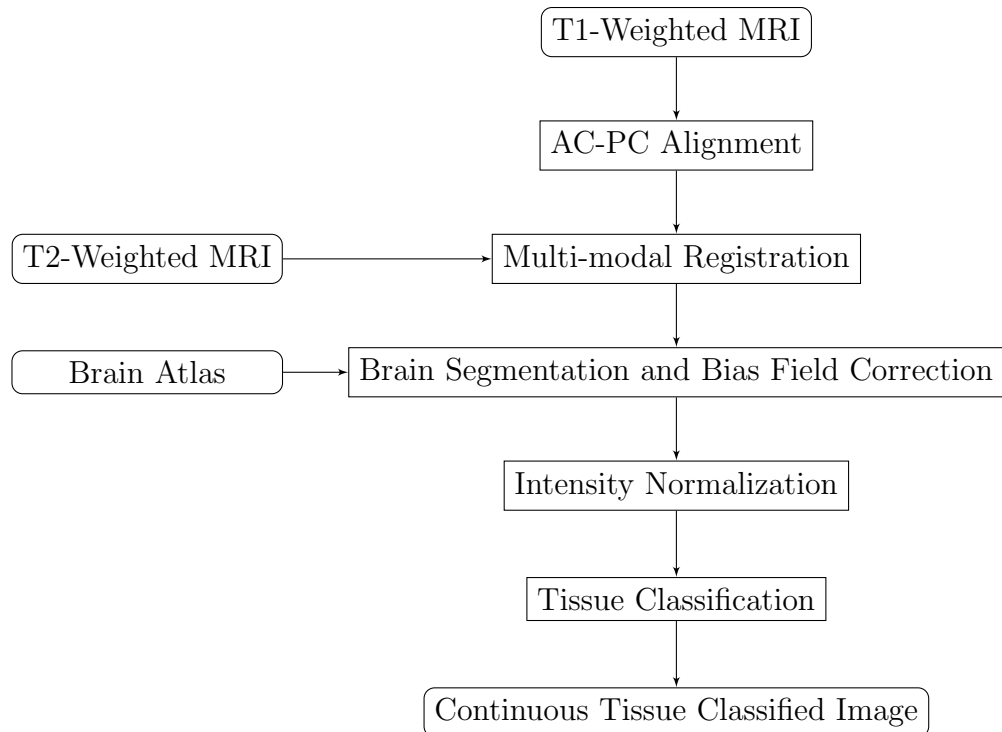 T1-Weighted MRI
AC-PC Alignment
T2-Weighted MRI
Multi-modal Registration
Brain Atlas
Brain Segmentation and Bias Field Correction
Intensity Normalization
Tissue Classification
Continuous Tissue Classified Image